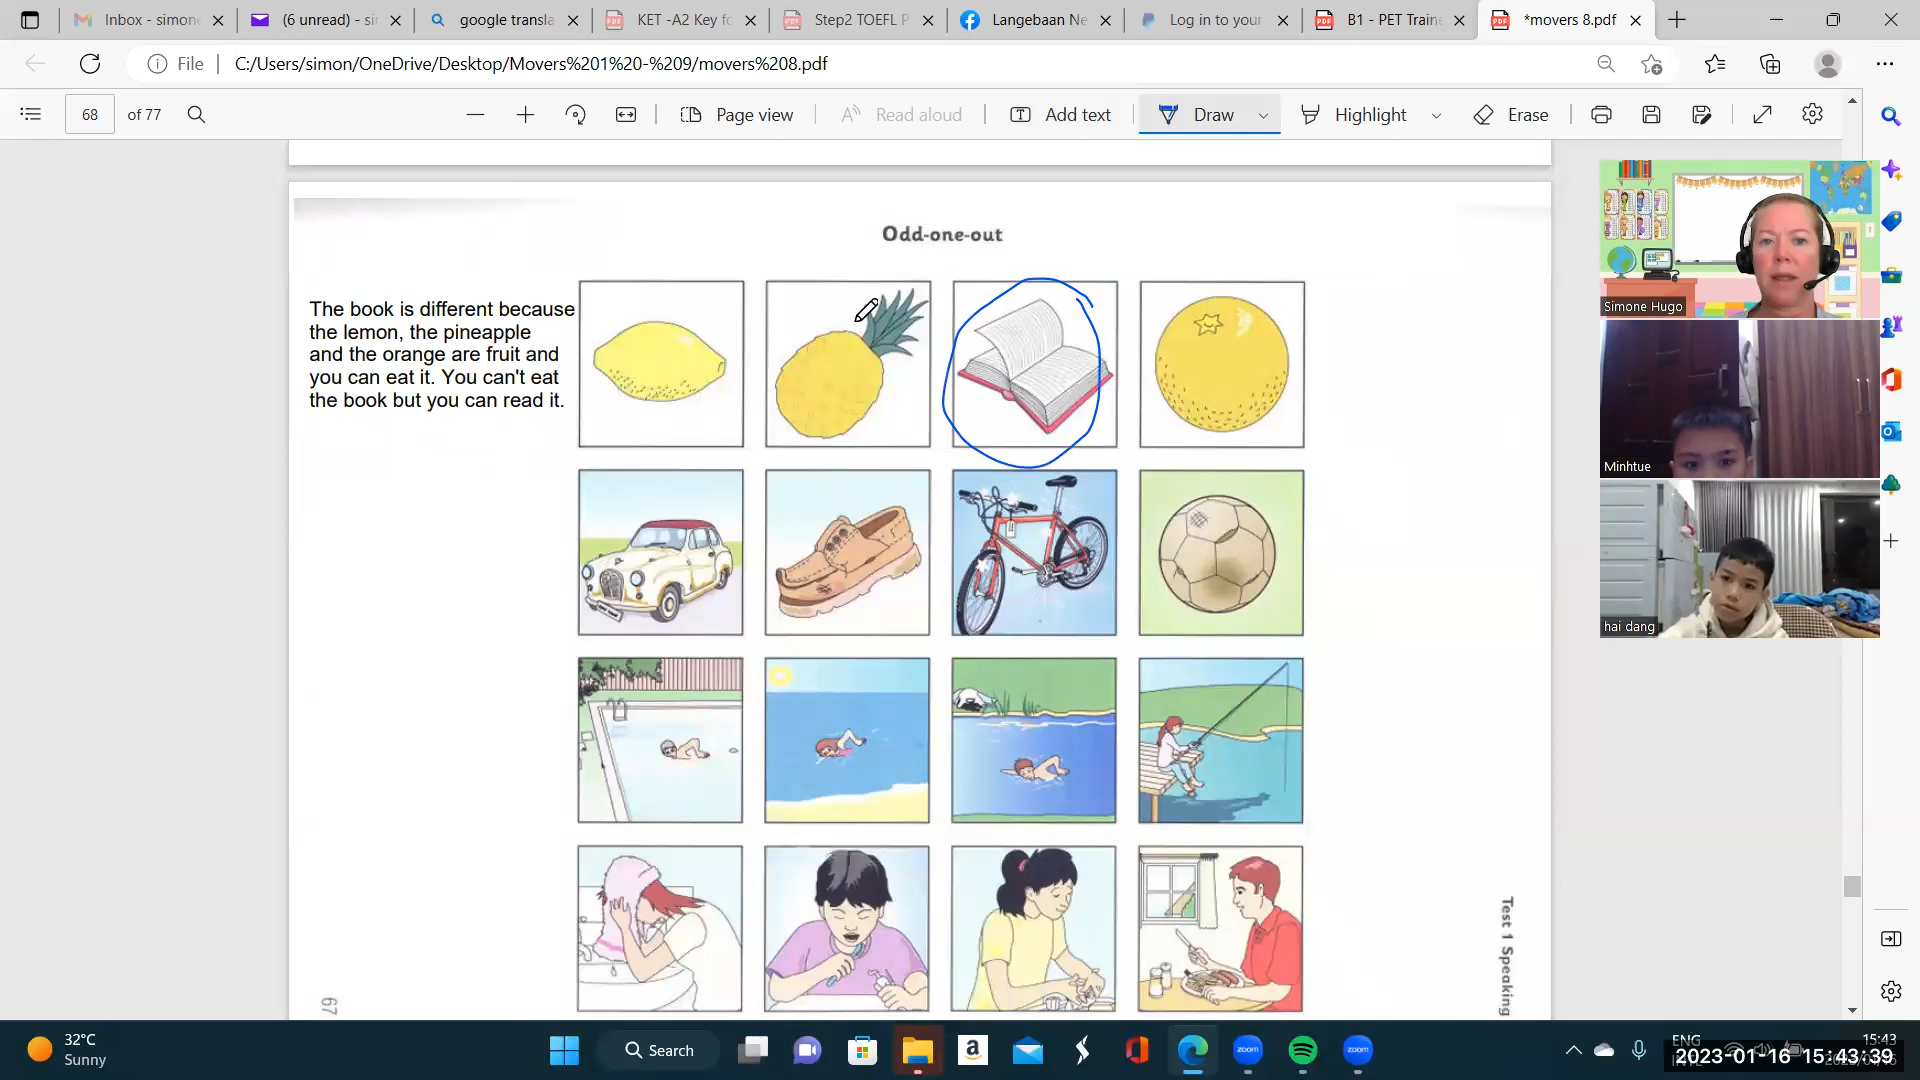 Inbox - simone
(6 unread) - sin
google transla
KET -A2 Key fo
Step2 TOEFL P
Langebaan Ne
Log in to your
B1 - PET Traine
*movers 8.pdf
File
C:/Users/simon/OneDrive/Desktop/Movers%201%20-%209/movers%208.pdf
68 of 77
Page view
Read aloud
Add text
Draw
Highlight
Erase
Odd-one-out
The book is different because
the lemon, the pineapple
and the orange are fruit and
you can eat it. You can't eat
the book but you can read it.
Simone Hugo
Minhtue
hai dang
Test 1 Speaking
67
32°C
Sunny
Search
zoom
zoom
ENG
15:43
2023-01-16 15:43:39